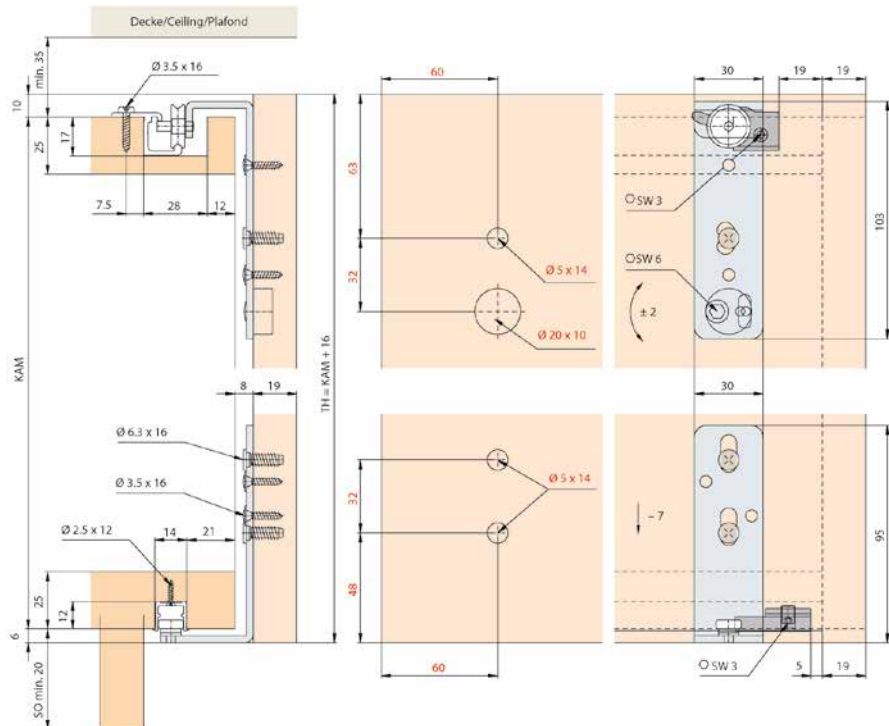 Decke/Ceiling/Plafond
min. 35
Ø 3.5 x 16
10
25
17
7.5
28
12
KAM
8
19
TH = KAM + 16
Ø 6.3 x 16
Ø 3.5 x 16
Ø 2.5 x 12
14
21
25
12
6
SO min. 20
60
63
32
Ø 5 x 14
Ø 20 x 10
32
Ø 5 x 14
48
60
30
19
19
SW 3
SW 6
± 2
103
30
– 7
95
SW 3
5
19